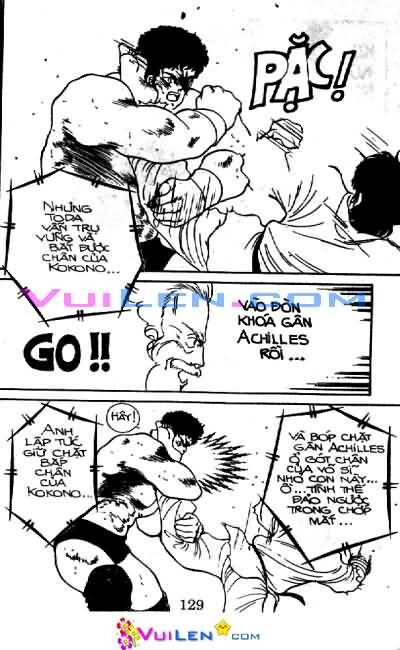 PẶC!
NHƯNG
TODA
VẪN TRỤ
VỮNG VÀ
BẮT ĐƯỢC
CHÂN CỦA
KOKONO...
VUILEN.COM
GO!!
VÀO ĐÒN
KHÓA GÂN
ACHILLES
RỒI...
ANH
LẬP TỨC
GIỮ CHẶT
BẮP
CHÂN
CỦA
KOKONO...
HÂY!
VÀ BÓP CHẶT
GÂN ACHILLES
Ở GÓT CHÂN
CỦA VÕ SĨ
NHỎ CON NÀY...
Ồ...TÌNH THẾ
ĐẢO NGƯỢC
TRONG CHỚP
MẮT...
129
VUILEN.COM